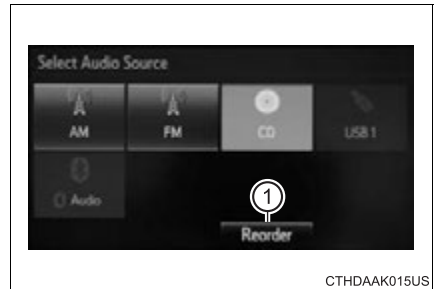 Select Audio Source
AM
FM
CD
USB 1
Audio
1
Reorder
CTHDAAK015US